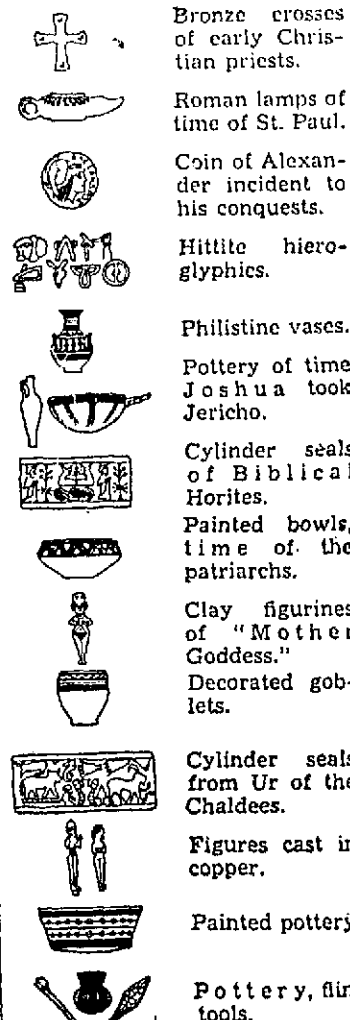 Bronze crosses
of early Chris-
tian priests.
Roman lamps of
time of St. Paul.
Coin of Alexan-
der incident to
his conquests.
Hittite hiero-
glyphics.
Philistine vases.
Pottery of time
Joshua took
Jericho.
Cylinder seals
of Biblical
Horites.
Painted bowls,
time of the
patriarchs.
Clay figurines
of "Mother
Goddess."
Decorated gob-
lets.
Cylinder seals
from Ur of the
Chaldees.
Figures cast in
copper.
Painted pottery
Pottery, flin
tools.